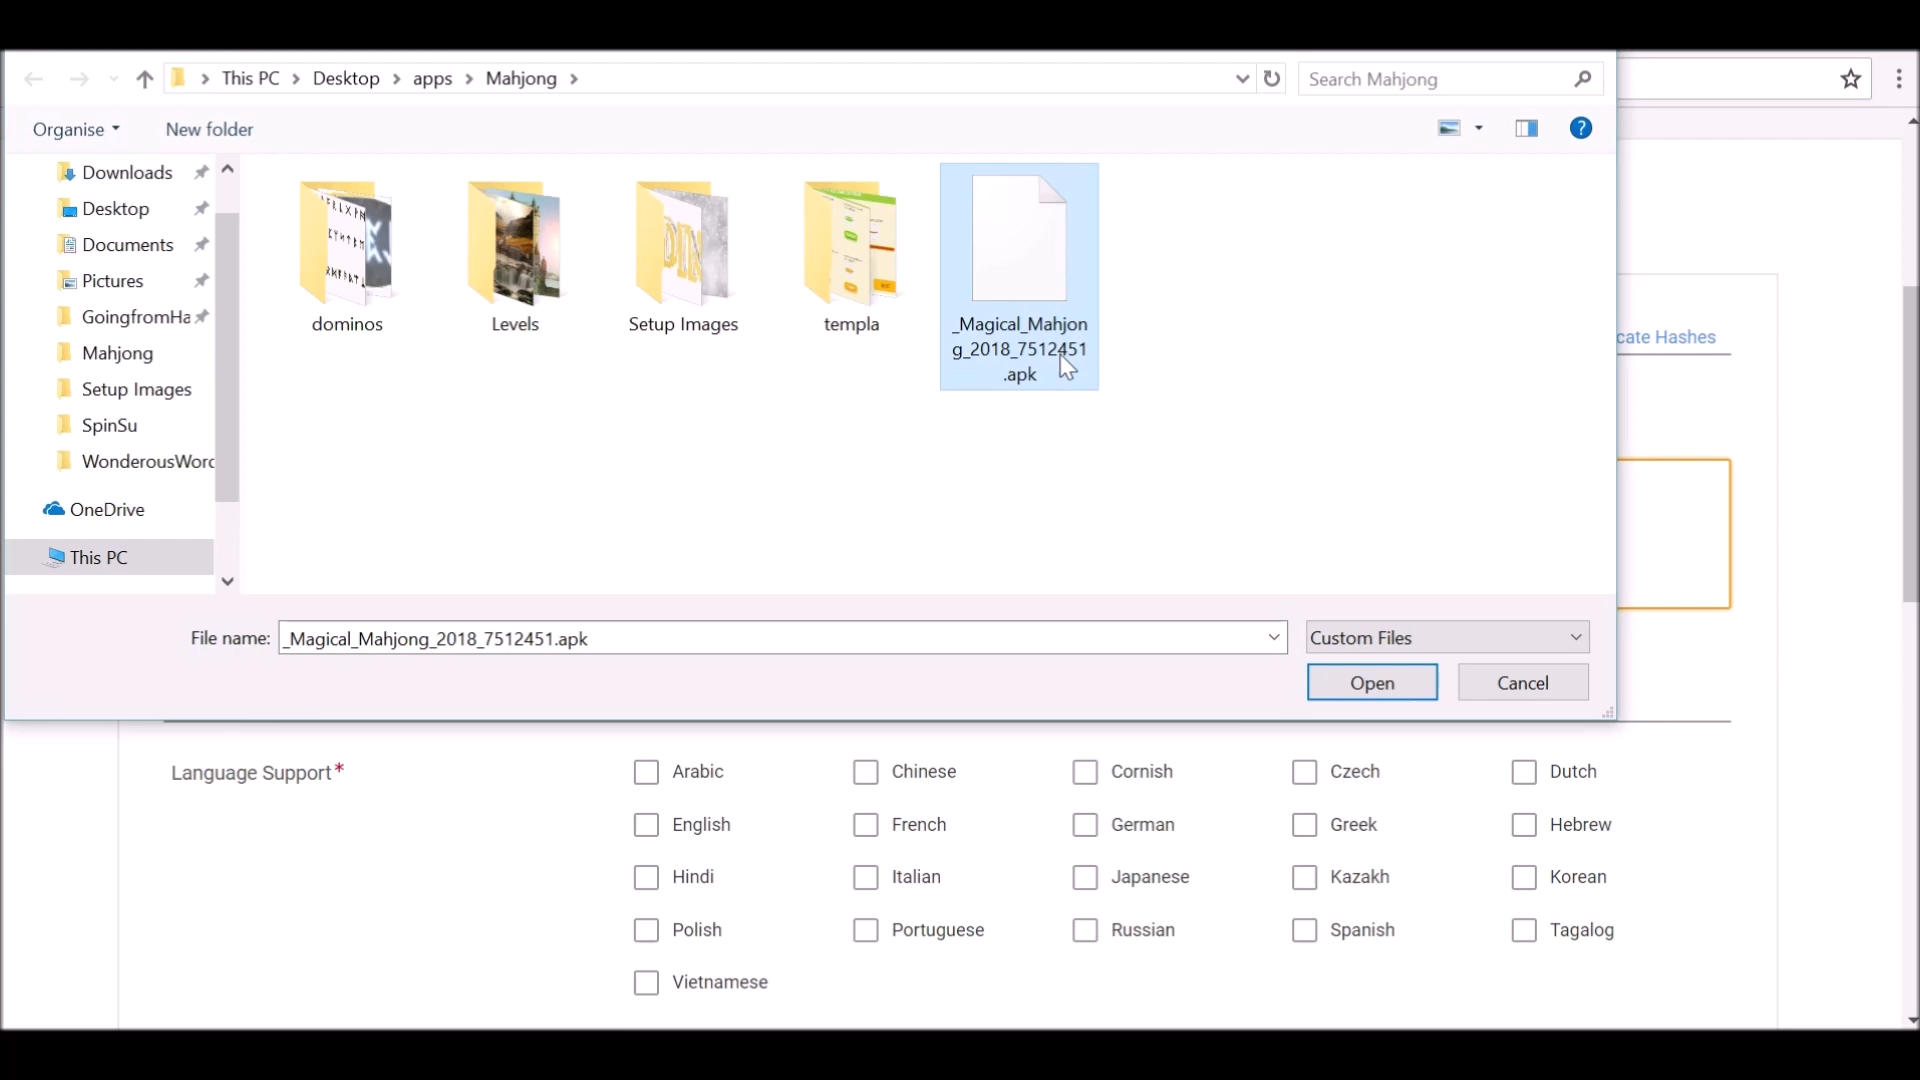 This PC > Desktop > apps > Mahjong >
Search Mahjong
Organise
New folder
?
Downloads
Desktop
Documents
Pictures
GoingfromHa
Mahjong
Setup Images
SpinSu
WonderousWord
OneDrive
This PC
dominos
Levels
Setup Images
templa
_Magical_Mahjon
g_2018_7512451
.apk
cate Hashes
File name: _Magical_Mahjong_2018_7512451.apk
Custom Files
Open
Cancel
Language Support*
Arabic Chinese Cornish Czech Dutch
English French German Greek Hebrew
Hindi Italian Japanese Kazakh Korean
Polish Portuguese Russian Spanish Tagalog
Vietnamese